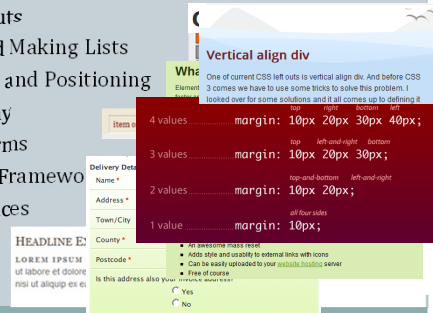 uts
Making Lists
and Positioning
y
rms
Framewo
ces
Vertical align div
One of current CSS left outs is vertical align div. And before CSS
3 comes we have to use some tricks to solve this problem. I
looked over for some solutions and it all comes up to defining it
Wha
Element
item o
top right bottom left
4 values margin: 10px 20px 30px 40px;
top left-and-right bottom
3 values margin: 10px 20px 30px;
top-and-bottom left-and-right
2 values margin: 10px 20px;
all four sides
1 value margin: 10px;
Delivery Deta
Name *
Address *
Town/City
County *
Postcode *
Is this address also your invoice address?
Yes
No
HEADLINE EX
LOREM IPSUM
ut labore et dolore
nisi ut aliquip ex ea
An awesome mass reset
Adds style and usability to external links with icons
Can be easily uploaded to your website hosting server
Free of course